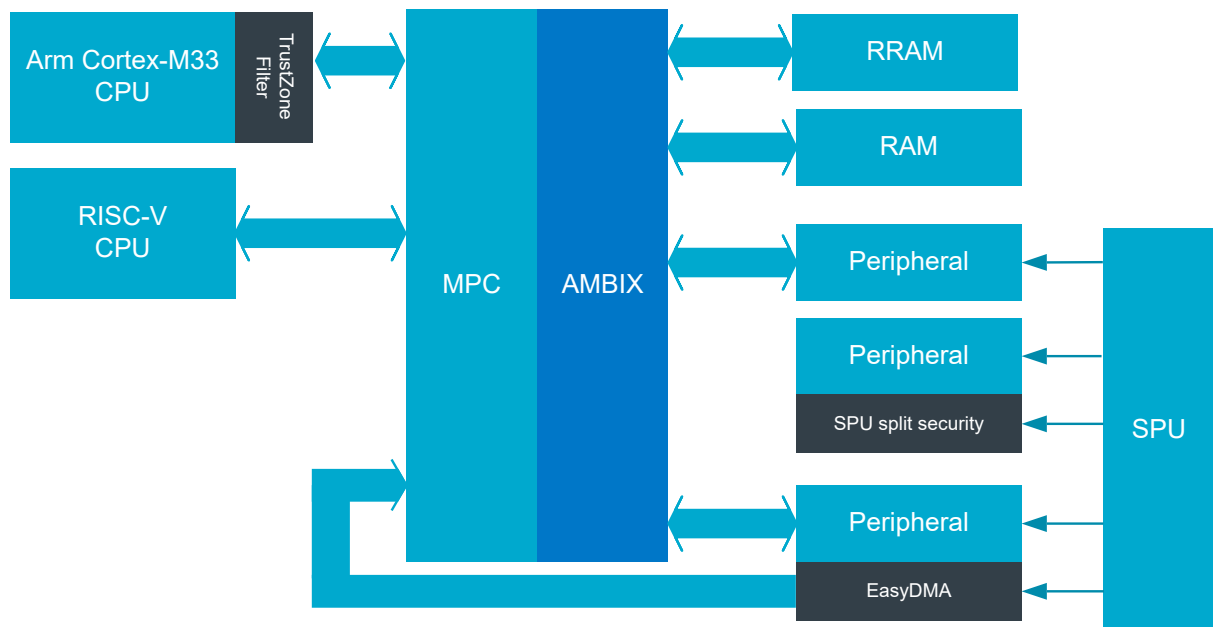 Arm Cortex-M33
CPU
TrustZone
Filter
RISC-V
CPU
MPC
AMBIX
RRAM
RAM
Peripheral
Peripheral
SPU split security
Peripheral
EasyDMA
SPU